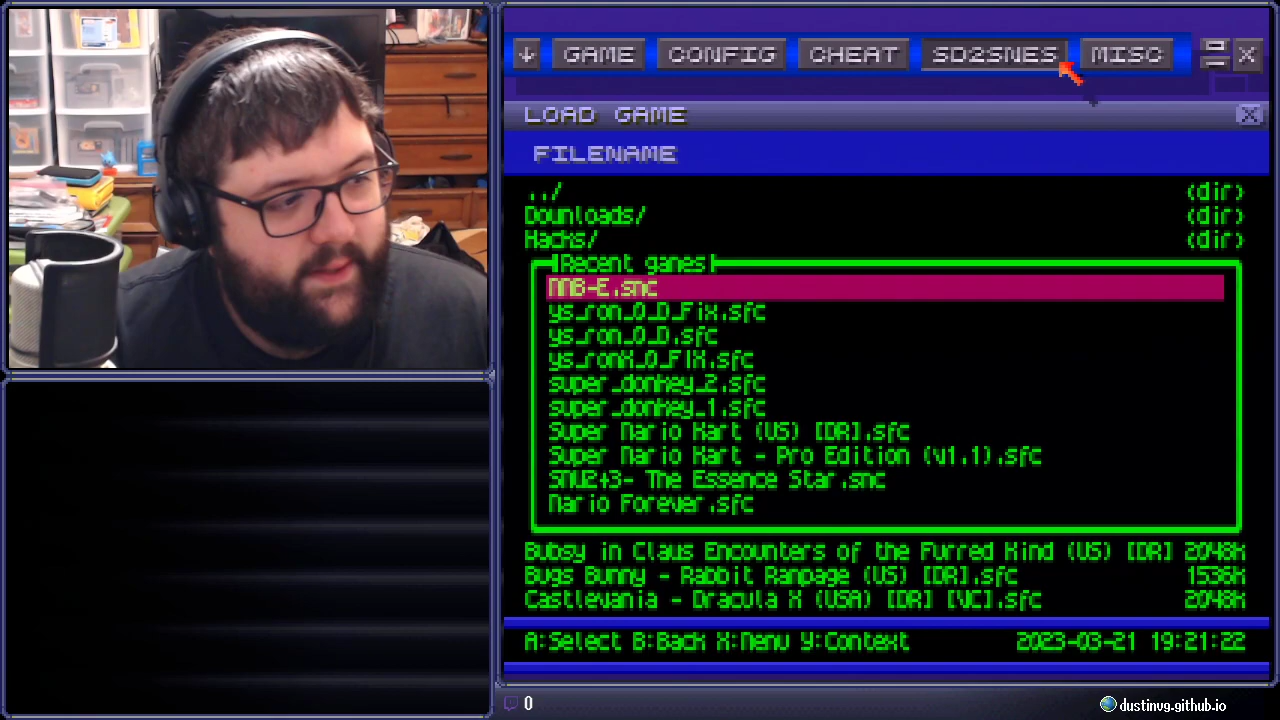 GAME CONFIG CHEAT SD2SNES MISC
LOAD GAME
FILENAME
../ (dir)
Downloads/ (dir)
Hacks/ (dir)
Recent games
MMB-E.smc
ys_ron_0_D_Fix.sfc
ys_ron_0_D.sfc
ys_ronX_0_FIX.sfc
super_donkey_2.sfc
super_donkey_1.sfc
Super Mario Kart (US) [DR].sfc
Super Mario Kart - Pro Edition (v1.1).sfc
SMW2+3- The Essence Star.smc
Mario Forever.sfc
Bubsy in Claws Encounters of the Furred Kind (US) [DR] 2048k
Bugs Bunny - Rabbit Rampage (US) [DR].sfc 1536k
Castlevania - Dracula X (USA) [DR] [VC].sfc 2048k
A:Select B:Back X:Menu Y:Context 2023-03-21 19:21:22
0 dustinvg.github.io